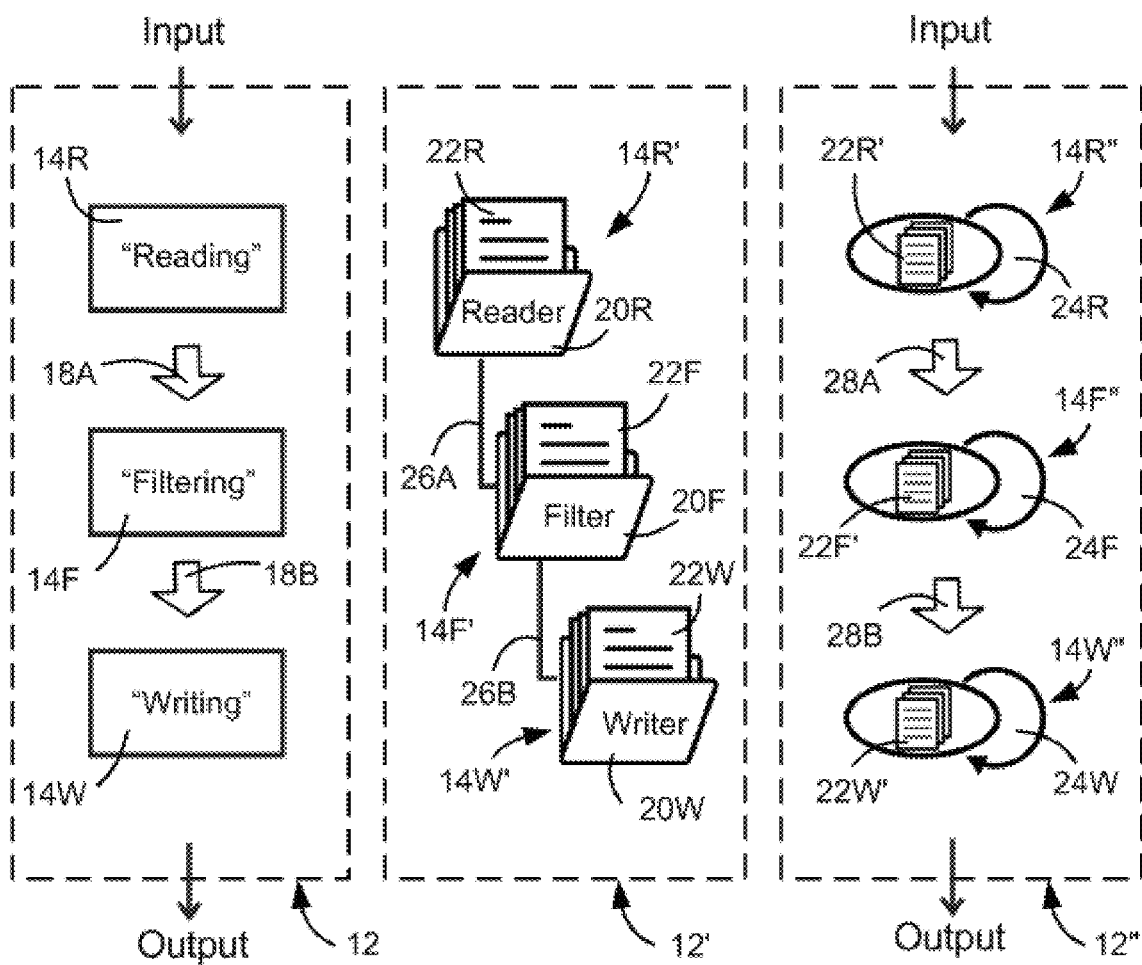 Input
Input
22R
14R'
22R'
14R"
14R
"Reading"
Reader
20R
24R
18A
22F
28A
14F"
26A
"Filtering"
Filter
20F
22F'
24F
14F
18B
22W
14F'
28B
14W"
26B
"Writing"
Writer
14W'
22W'
24W
14W
20W
Output
12
12'
Output
12"